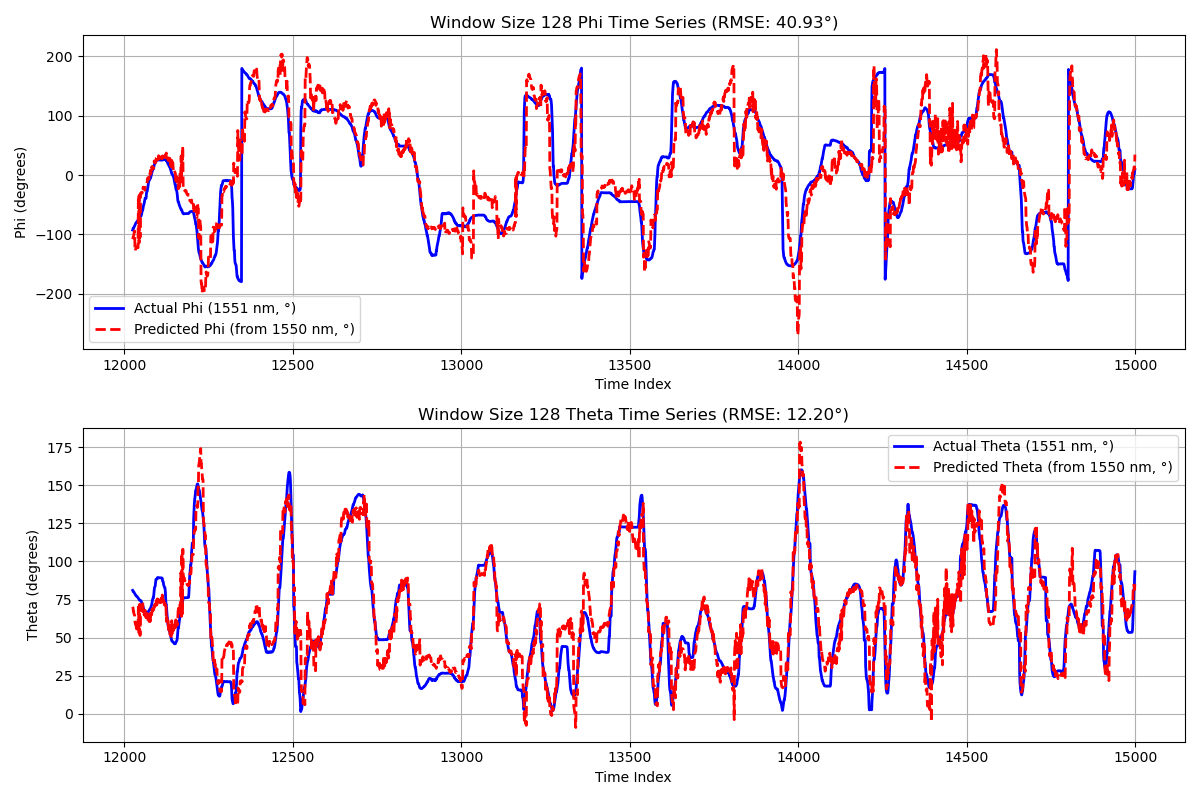 Window Size 128 Phi Time Series (RMSE: 40.93°)
Phi (degrees)
200
100
0
−100
−200
Actual Phi (1551 nm, °)
Predicted Phi (from 1550 nm, °)
12000 12500 13000 13500 14000 14500 15000
Time Index
Window Size 128 Theta Time Series (RMSE: 12.20°)
Theta (degrees)
175
150
125
100
75
50
25
0
Actual Theta (1551 nm, °)
Predicted Theta (from 1550 nm, °)
12000 12500 13000 13500 14000 14500 15000
Time Index